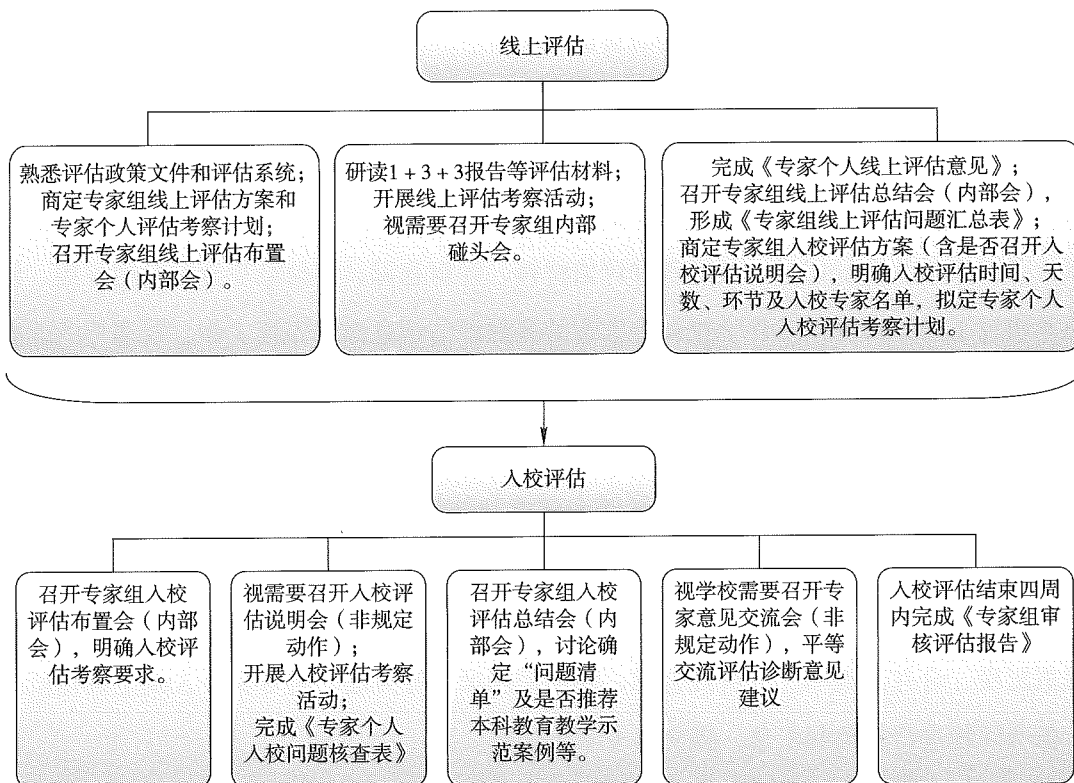 线上评估
熟悉评估政策文件和评估系统；
商定专家组线上评估方案和
专家个人评估考察计划；
召开专家组线上评估布置
会（内部会）。
研读1+3+3报告等评估材料；
开展线上评估考察活动；
视需要召开专家组内部
碰头会。
完成《专家个人线上评估意见》；
召开专家组线上评估总结会（内部会），
形成《专家组线上评估问题汇总表》；
商定专家组入校评估方案（含是否召开入
校评估说明会），明确入校评估时间、天
数、环节及入校专家名单，拟定专家个人
入校评估考察计划。
入校评估
召开专家组入校
评估布置会（内部
会），明确入校评
估考察要求。
视需要召开入校评
估说明会（非规定
动作）；
开展入校评估考察
活动；
完成《专家个人
入校问题核查表》
召开专家组入校
评估总结会（内
部会），讨论确
定“问题清
单”及是否推荐
本科教育教学示
范案例等。
视学校需要召开专
家意见交流会（非
规定动作），平等
交流评估诊断意见
建议
入校评估结束四周
内完成《专家组审
核评估报告》